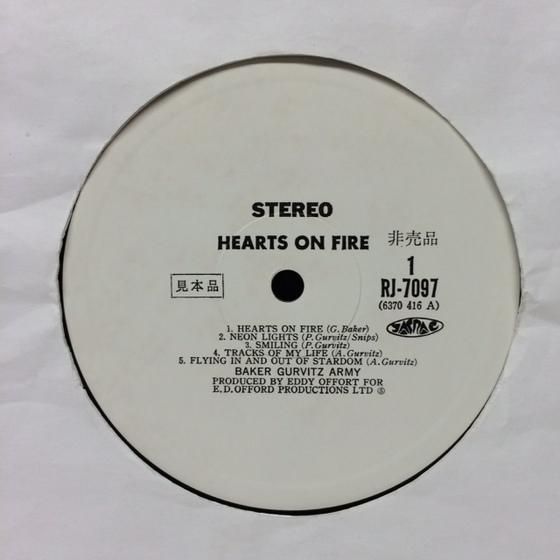 STEREO
HEARTS ON FIRE
非売品
見本品
1
RJ-7097
(6370 416 A)
1. HEARTS ON FIRE (G. Baker)
2. NEON LIGHTS (P. Gurvitz/Snips)
3. SMILING (P. Gurvitz)
4. TRACKS OF MY LIFE (A. Gurvitz)
5. FLYING IN AND OUT OF STARDOM (A. Gurvitz)
BAKER GURVITZ ARMY
PRODUCED BY EDDY OFFORT FOR
E.D.OFFORD PRODUCTIONS LTD